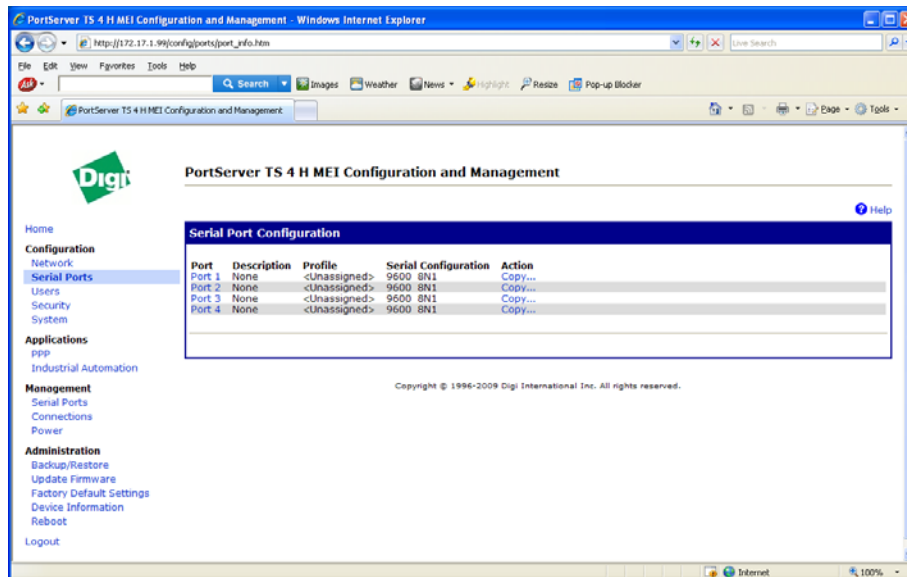 PortServer TS 4 H MEI Configuration and Management - Windows Internet Explorer
http://172.17.1.99/config/ports/port_info.htm
Live Search
File Edit View Favorites Tools Help
Ask Search Images Weather News Highlight Resize Pop-up Blocker
PortServer TS 4 H MEI Configuration and Management
Page Tools
Digi
PortServer TS 4 H MEI Configuration and Management
Help
Home
Configuration
Network
Serial Ports
Users
Security
System
Applications
PPP
Industrial Automation
Management
Serial Ports
Connections
Power
Administration
Backup/Restore
Update Firmware
Factory Default Settings
Device Information
Reboot
Logout
Serial Port Configuration
Port Description Profile Serial Configuration Action
Port 1 None <Unassigned> 9600 8N1 Copy...
Port 2 None <Unassigned> 9600 8N1 Copy...
Port 3 None <Unassigned> 9600 8N1 Copy...
Port 4 None <Unassigned> 9600 8N1 Copy...
Copyright © 1996-2009 Digi International Inc. All rights reserved.
Internet
100%